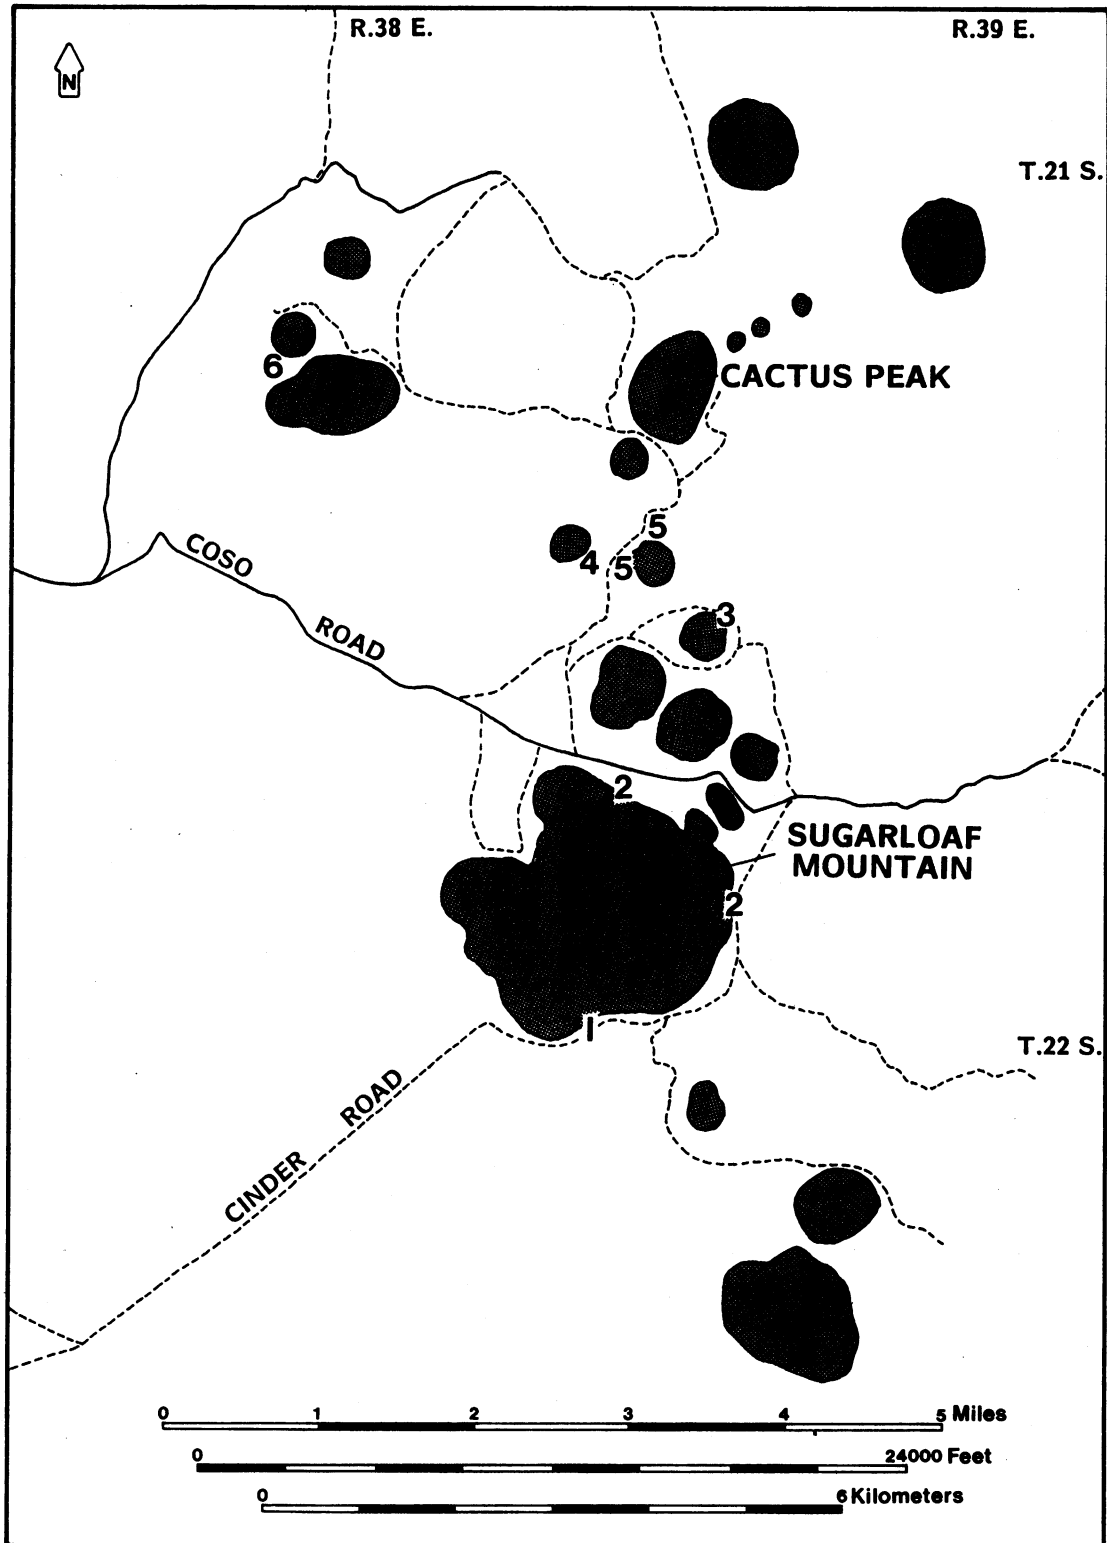 R.38 E.
R.39 E.
N
T.21 S.
6
CACTUS PEAK
5
4
5
COSO
ROAD
3
2
SUGARLOAF
MOUNTAIN
2
1
T.22 S.
CINDER ROAD
0 1 2 3 4 5 Miles
0 24000 Feet
0 6 Kilometers